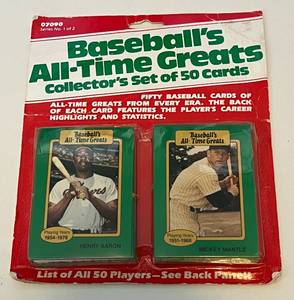 07090
Series No. 1 of 2
Baseball's
All-Time Greats
Collector's Set of 50 Cards
FIFTY BASEBALL CARDS OF
ALL-TIME GREATS FROM EVERY ERA. THE BACK
OF EACH CARD FEATURES THE PLAYER'S CAREER
HIGHLIGHTS AND STATISTICS.
Baseball's
All-Time Greats
Playing Years
1954-1976
HENRY AARON
Baseball's
All-Time Greats
Playing Years
1951-1968
MICKEY MANTLE
List of All 50 Players—See Back Panel